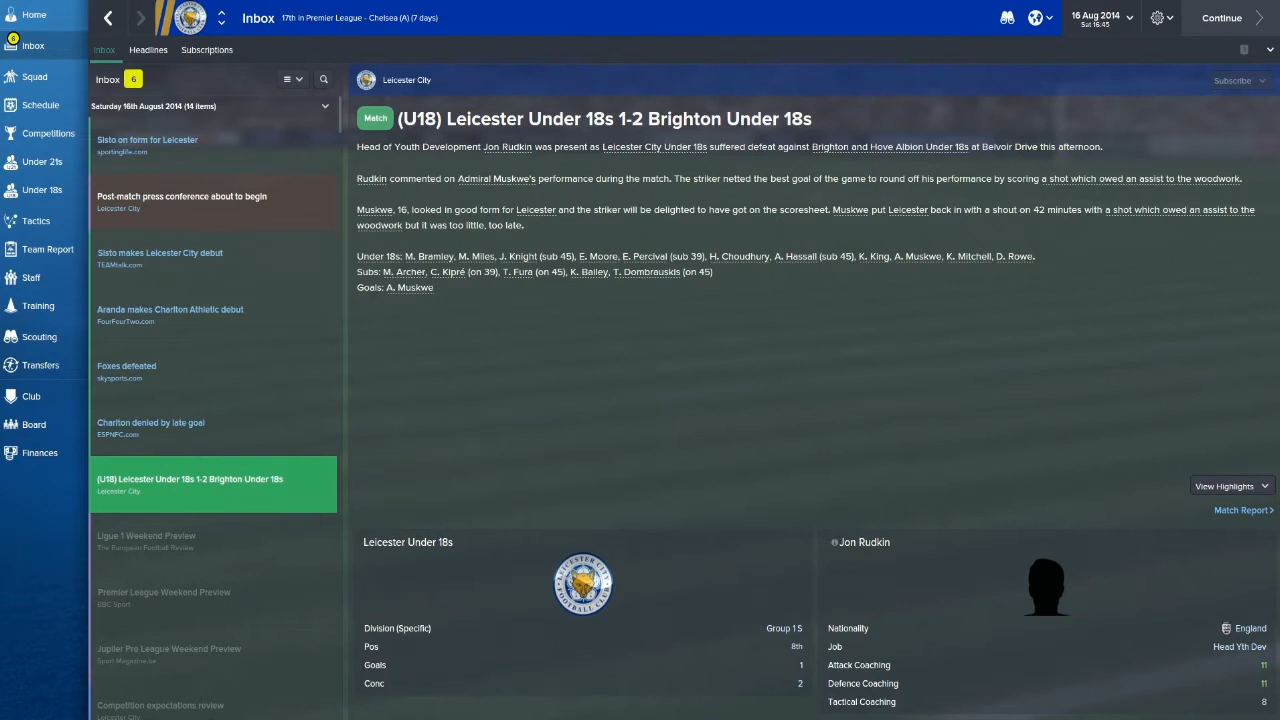 Home
6
Inbox
Squad
Schedule
Competitions
Under 21s
Under 18s
Tactics
Team Report
Staff
Training
Scouting
Transfers
Club
Board
Finances
Inbox 17th in Premier League - Chelsea (A) (7 days)
16 Aug 2014
Sat 16:45
Continue
Inbox Headlines Subscriptions
Inbox 6
Saturday 16th August 2014 (14 items)
Sisto on form for Leicester
sportinglife.com
Post-match press conference about to begin
Leicester City
Sisto makes Leicester City debut
TEAMtalk.com
Aranda makes Charlton Athletic debut
FourFourTwo.com
Foxes defeated
skysports.com
Charlton denied by late goal
ESPNFC.com
(U18) Leicester Under 18s 1-2 Brighton Under 18s
Leicester City
Ligue 1 Weekend Preview
The European Football Review
Premier League Weekend Preview
BBC Sport
Jupiler Pro League Weekend Preview
Sport Magazine.be
Competition expectations review
Leicester City
Leicester City
Subscribe
Match (U18) Leicester Under 18s 1-2 Brighton Under 18s
Head of Youth Development Jon Rudkin was present as Leicester City Under 18s suffered defeat against Brighton and Hove Albion Under 18s at Belvoir Drive this afternoon.
Rudkin commented on Admiral Muskwe's performance during the match. The striker netted the best goal of the game to round off his performance by scoring a shot which owed an assist to the woodwork.
Muskwe, 16, looked in good form for Leicester and the striker will be delighted to have got on the scoresheet. Muskwe put Leicester back in with a shout on 42 minutes with a shot which owed an assist to the
woodwork but it was too little, too late.
Under 18s: M. Bramley, M. Miles, J. Knight (sub 45), E. Moore, E. Percival (sub 39), H. Choudhury, A. Hassall (sub 45), K. King, A. Muskwe, K. Mitchell, D. Rowe.
Subs: M. Archer, C. Kipré (on 39), T. Fura (on 45), K. Bailey, T. Dombrauskis (on 45)
Goals: A. Muskwe
View Highlights
Match Report
Leicester Under 18s
LEICESTER CITY
FOOTBALL CLUB
Division (Specific) Group 1 S
Pos 8th
Goals 1
Conc 2
Jon Rudkin
Nationality England
Job Head Yth Dev
Attack Coaching 11
Defence Coaching 11
Tactical Coaching 8